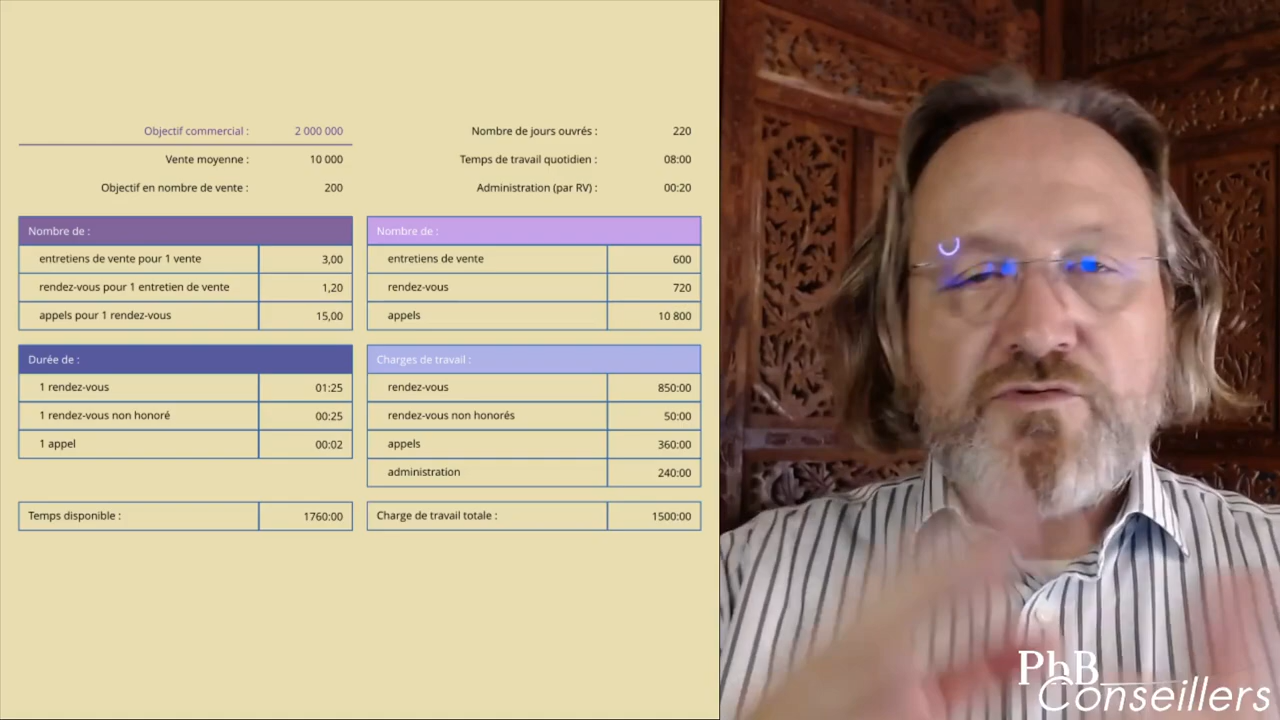 Objectif commercial : 2 000 000
Vente moyenne : 10 000
Objectif en nombre de vente : 200
Nombre de jours ouvrés : 220
Temps de travail quotidien : 08:00
Administration (par RV) : 00:20
Nombre de :
entretiens de vente pour 1 vente 3,00
rendez-vous pour 1 entretien de vente 1,20
appels pour 1 rendez-vous 15,00
Nombre de :
entretiens de vente 600
rendez-vous 720
appels 10 800
Durée de :
1 rendez-vous 01:25
1 rendez-vous non honoré 00:25
1 appel 00:02
Charges de travail :
rendez-vous 850:00
rendez-vous non honorés 50:00
appels 360:00
administration 240:00
Temps disponible : 1760:00
Charge de travail totale : 1500:00
PhB
Conseillers